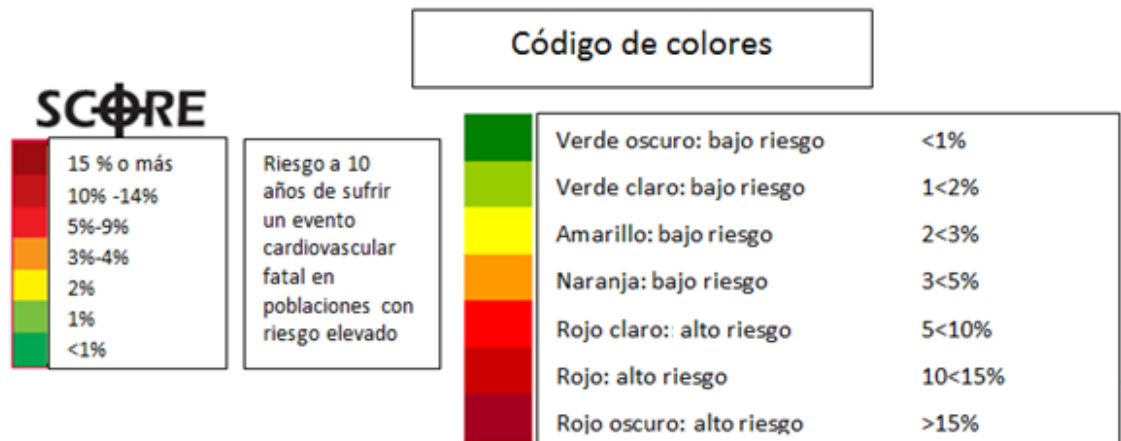 Código de colores
SCORE
15 % o más
10% -14%
5%-9%
3%-4%
2%
1%
<1%
Riesgo a 10
años de sufrir
un evento
cardiovascular
fatal en
poblaciones con
riesgo elevado
Verde oscuro: bajo riesgo <1%
Verde claro: bajo riesgo 1<2%
Amarillo: bajo riesgo 2<3%
Naranja: bajo riesgo 3<5%
Rojo claro: alto riesgo 5<10%
Rojo: alto riesgo 10<15%
Rojo oscuro: alto riesgo >15%